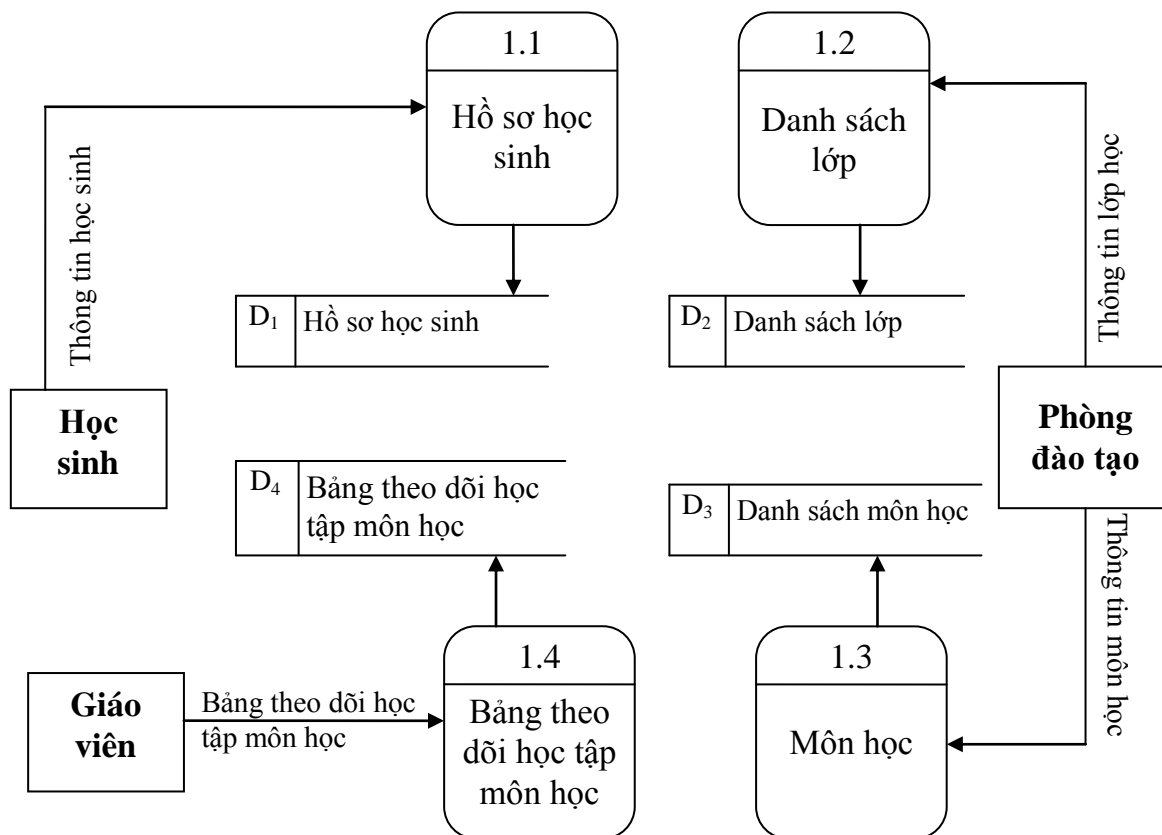 1.1
Hồ sơ học
sinh
1.2
Danh sách
lớp
Thông tin học sinh
Thông tin lớp học
D₁
Hồ sơ học sinh
D₂
Danh sách lớp
Học
sinh
Phòng
đào tạo
D₄
Bảng theo dõi học
tập môn học
D₃
Danh sách môn học
Thông tin môn học
1.4
Bảng theo
dõi học tập
môn học
1.3
Môn học
Giáo
viên
Bảng theo dõi học
tập môn học